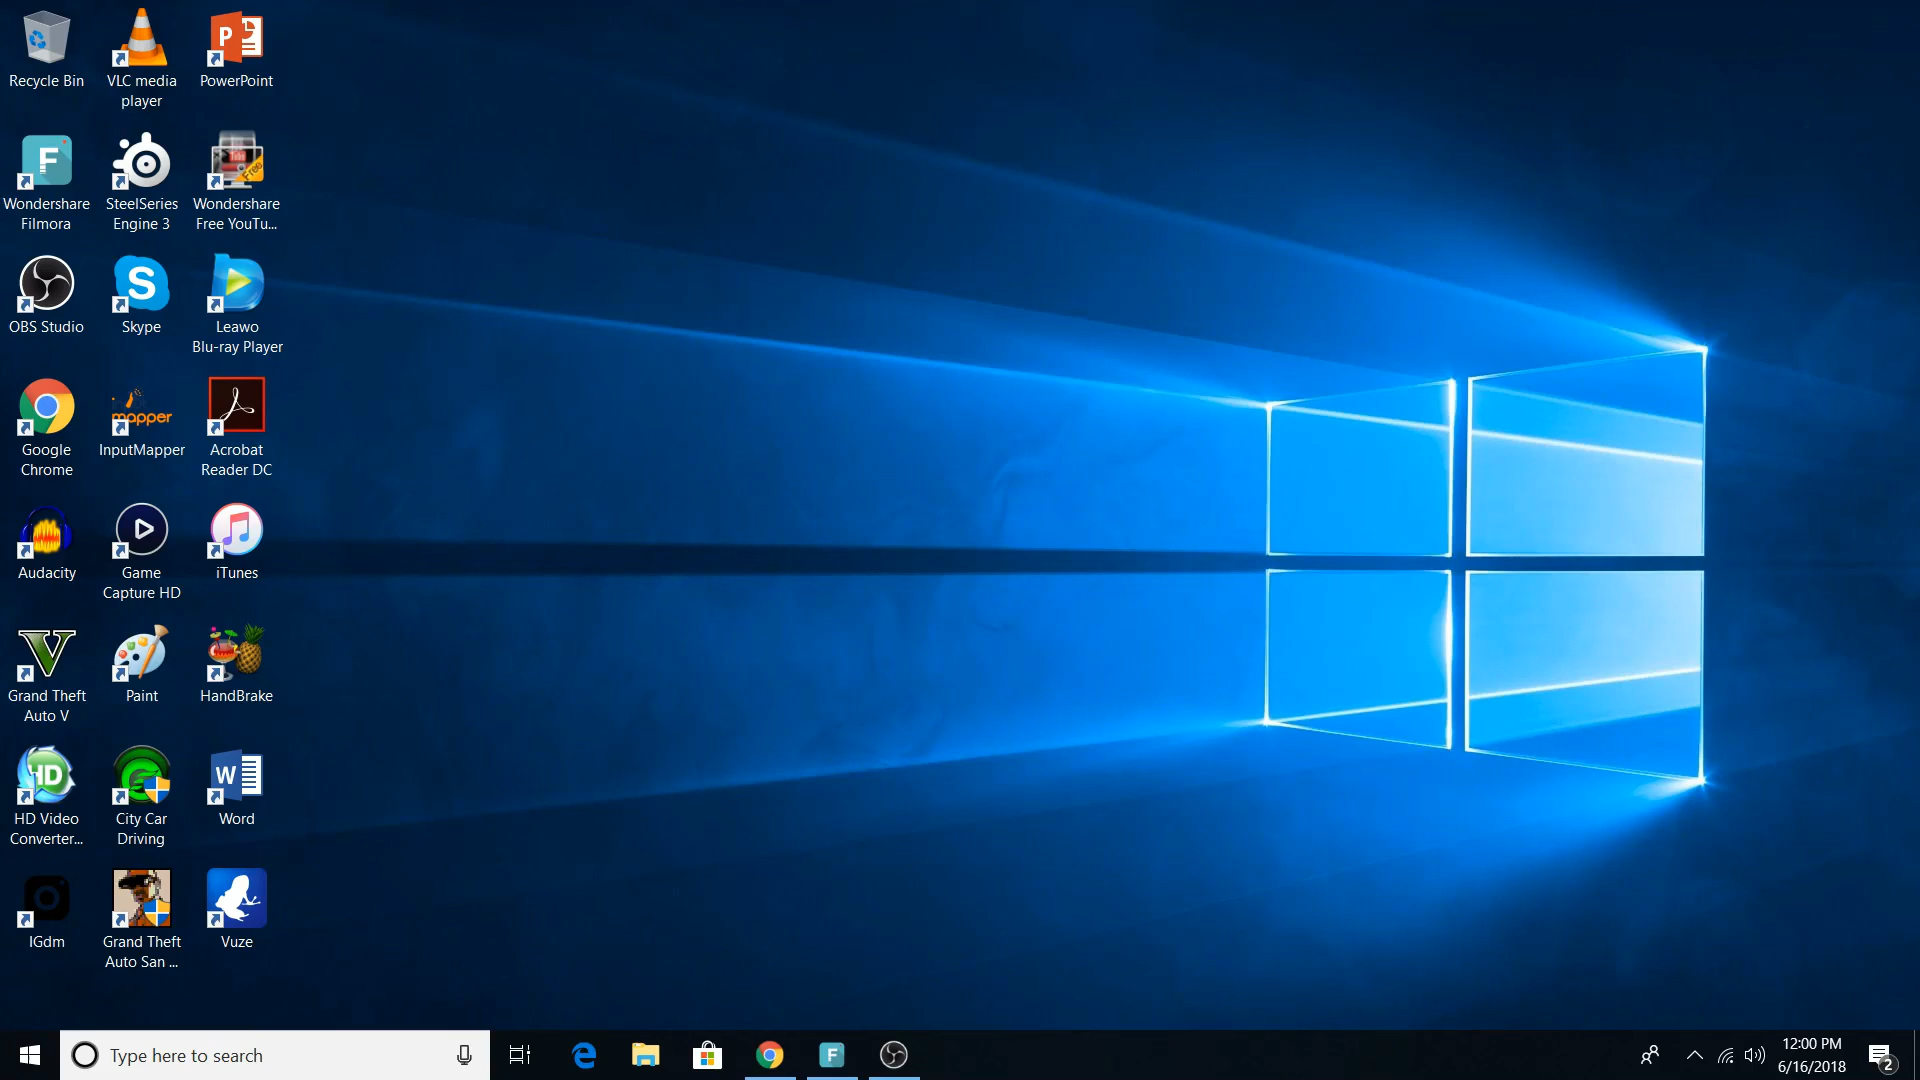 Recycle Bin
VLC media
player
PowerPoint
Wondershare
Filmora
SteelSeries
Engine 3
Wondershare
Free YouTu...
OBS Studio
Skype
Leawo
Blu-ray Player
Google
Chrome
mapper
InputMapper
Acrobat
Reader DC
Audacity
Game
Capture HD
iTunes
Grand Theft
Auto V
Paint
HandBrake
HD
HD Video
Converter...
City Car
Driving
Word
IGdm
Grand Theft
Auto San ...
Vuze
Type here to search
12:00 PM
6/16/2018
2